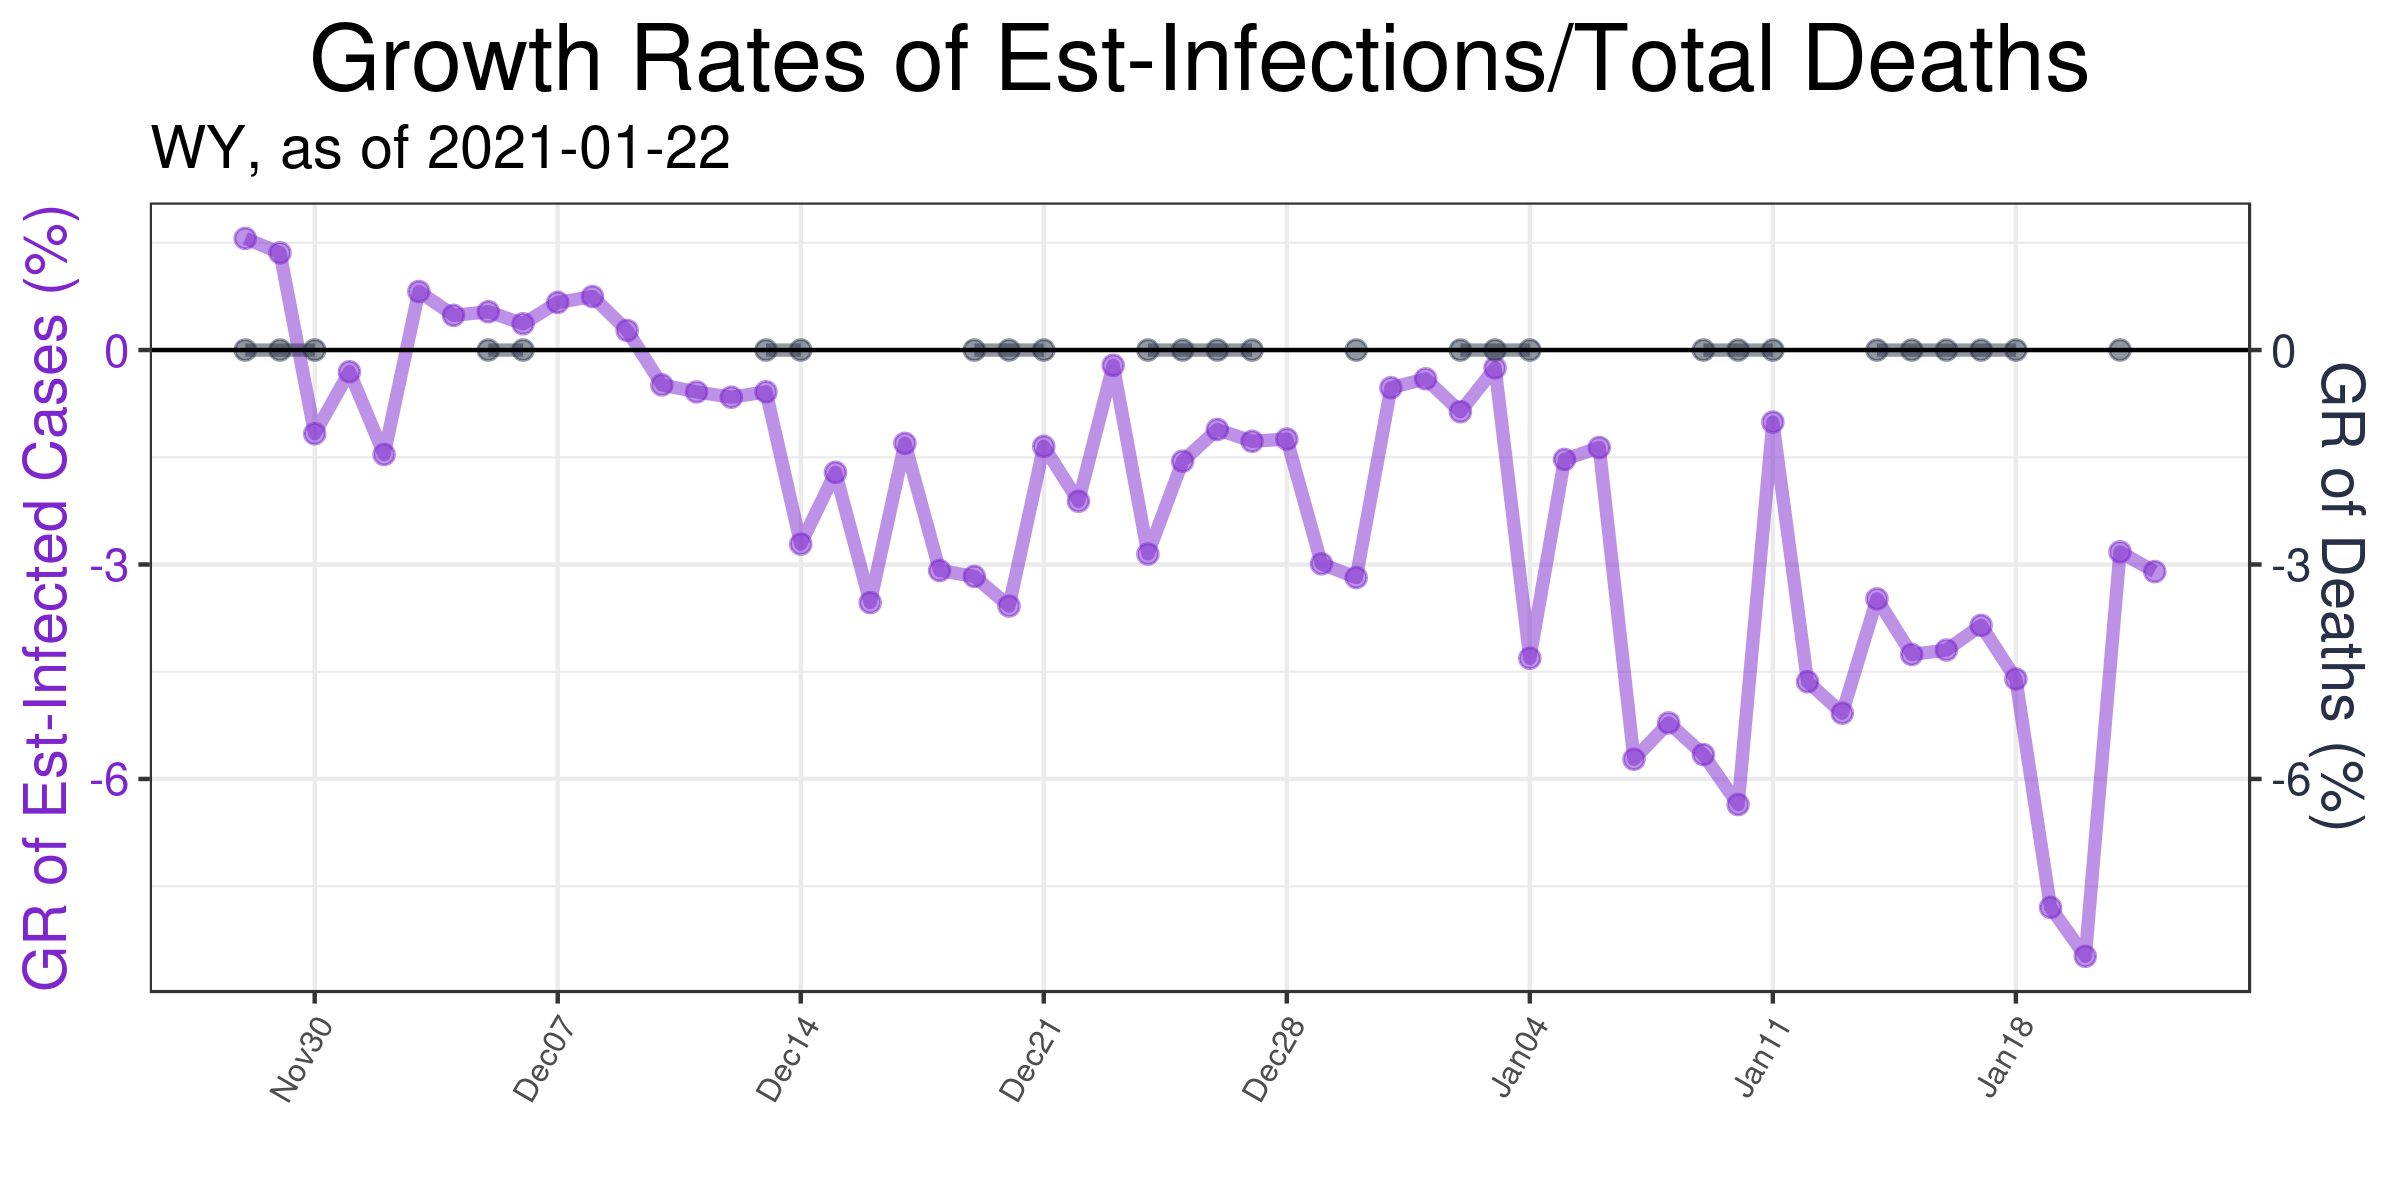 Growth Rates of Est-Infections/Total Deaths
WY, as of 2021-01-22
GR of Est-Infected Cases (%)
0
-3
-6
0
-3
-6
GR of Deaths (%)
Nov30
Dec07
Dec14
Dec21
Dec28
Jan04
Jan11
Jan18